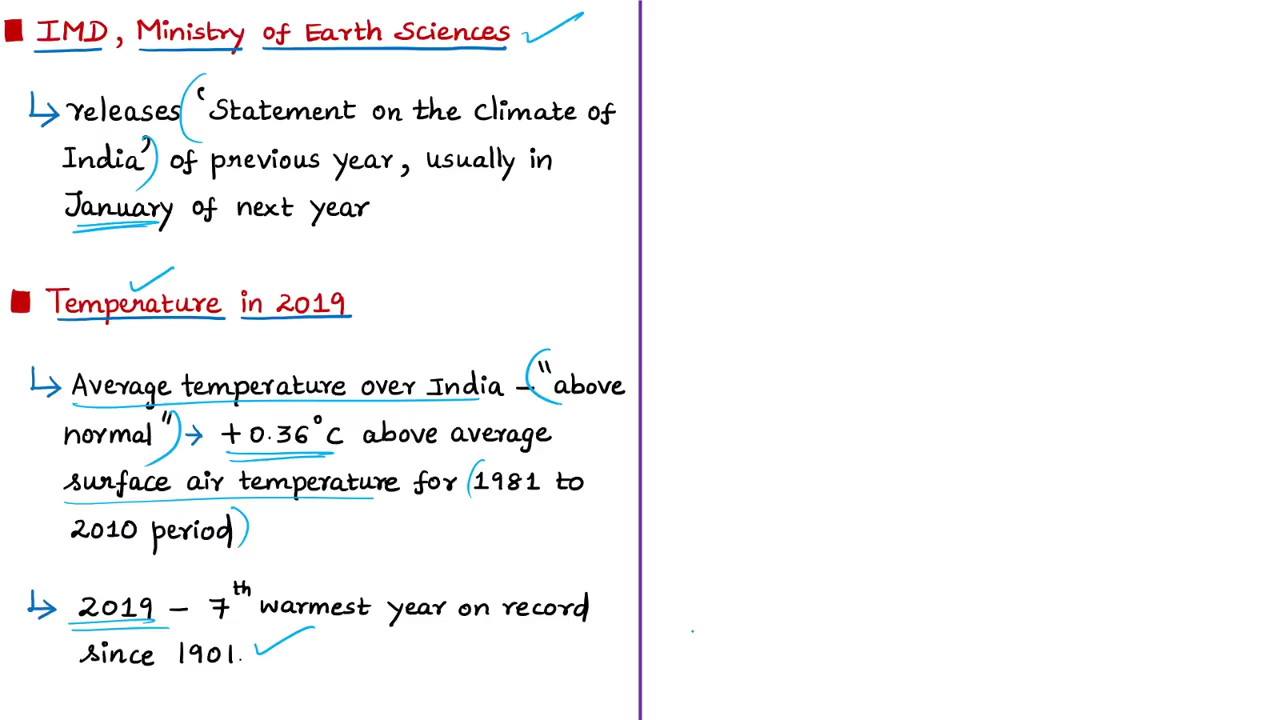 IMD, Ministry of Earth Sciences
releases 'Statement on the Climate of
India' of previous year, usually in
January of next year
Temperature in 2019
Average temperature over India – "above
normal" → +0.36°C above average
surface air temperature for (1981 to
2010 period)
2019 – 7th warmest year on record
since 1901.